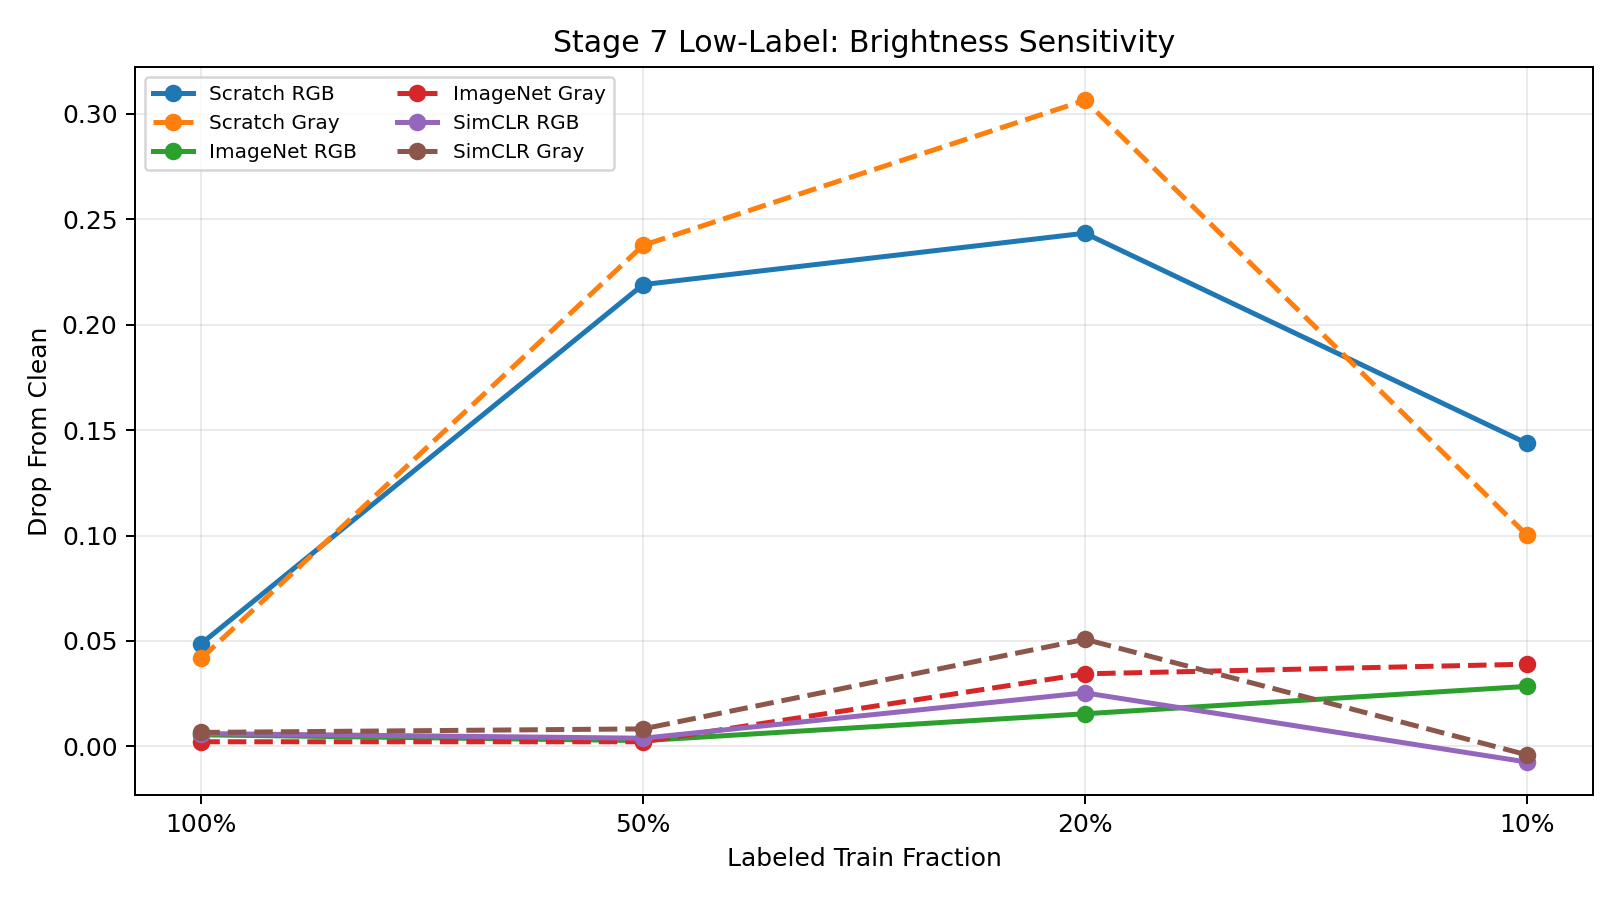 Stage 7 Low-Label: Brightness Sensitivity
Scratch RGB
Scratch Gray
ImageNet RGB
ImageNet Gray
SimCLR RGB
SimCLR Gray
Drop From Clean
0.30
0.25
0.20
0.15
0.10
0.05
0.00
100%
50%
20%
10%
Labeled Train Fraction